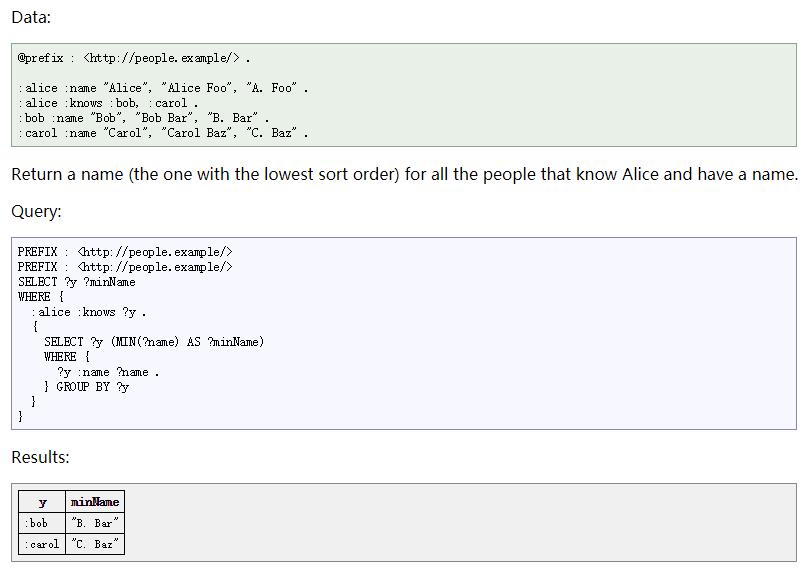 Data:
@prefix : <http://people.example/> .
:alice :name "Alice", "Alice Foo", "A. Foo" .
:alice :knows :bob, :carol .
:bob :name "Bob", "Bob Bar", "B. Bar" .
:carol :name "Carol", "Carol Baz", "C. Baz" .
Return a name (the one with the lowest sort order) for all the people that know Alice and have a name.
Query:
PREFIX : <http://people.example/>
PREFIX : <http://people.example/>
SELECT ?y ?minName
WHERE {
  :alice :knows ?y .
  {
    SELECT ?y (MIN(?name) AS ?minName)
    WHERE {
      ?y :name ?name .
    } GROUP BY ?y
  }
}
Results:
y minName
:bob "B. Bar"
:carol "C. Baz"